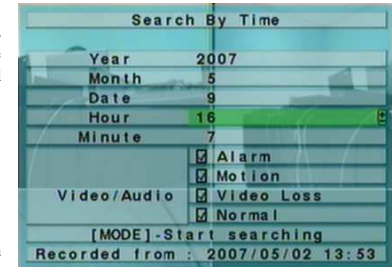 Search By Time
Year 2007
Month 5
Date 9
Hour 16
Minute 7
Alarm
Motion
Video/Audio
Video Loss
Normal
[MODE]-Start searching
Recorded from : 2007/05/02 13:53